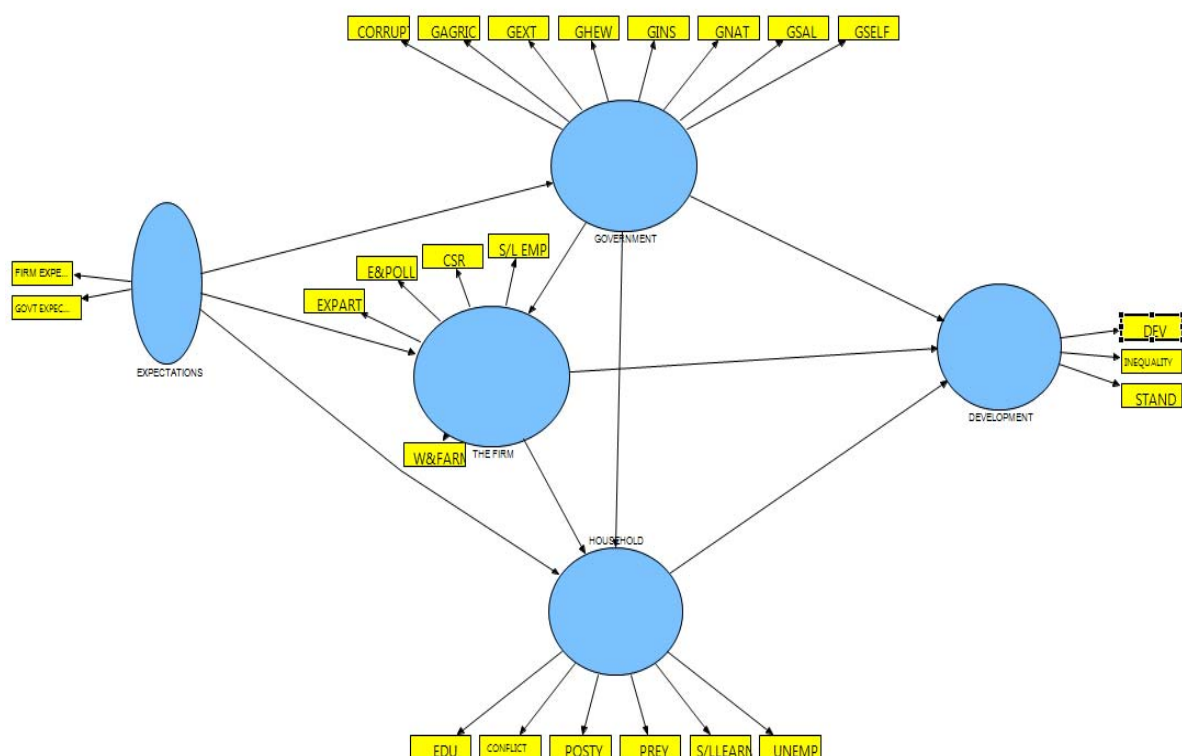 CORRUPT
GAGRIC
GEXT
GHEW
GINS
GNAT
GSAL
GSELF
GOVERNMENT
S/L EMP
CSR
E&POLL
EXPART
FIRM EXPE...
GOVT EXPEC...
EXPECTATIONS
DEV
INEQUALITY
STAND
DEVELOPMENT
W&FARM
THE FIRM
HOUSEHOLD
EDU
CONFLICT
POSTY
PREY
S/LLEARN
UNEMP